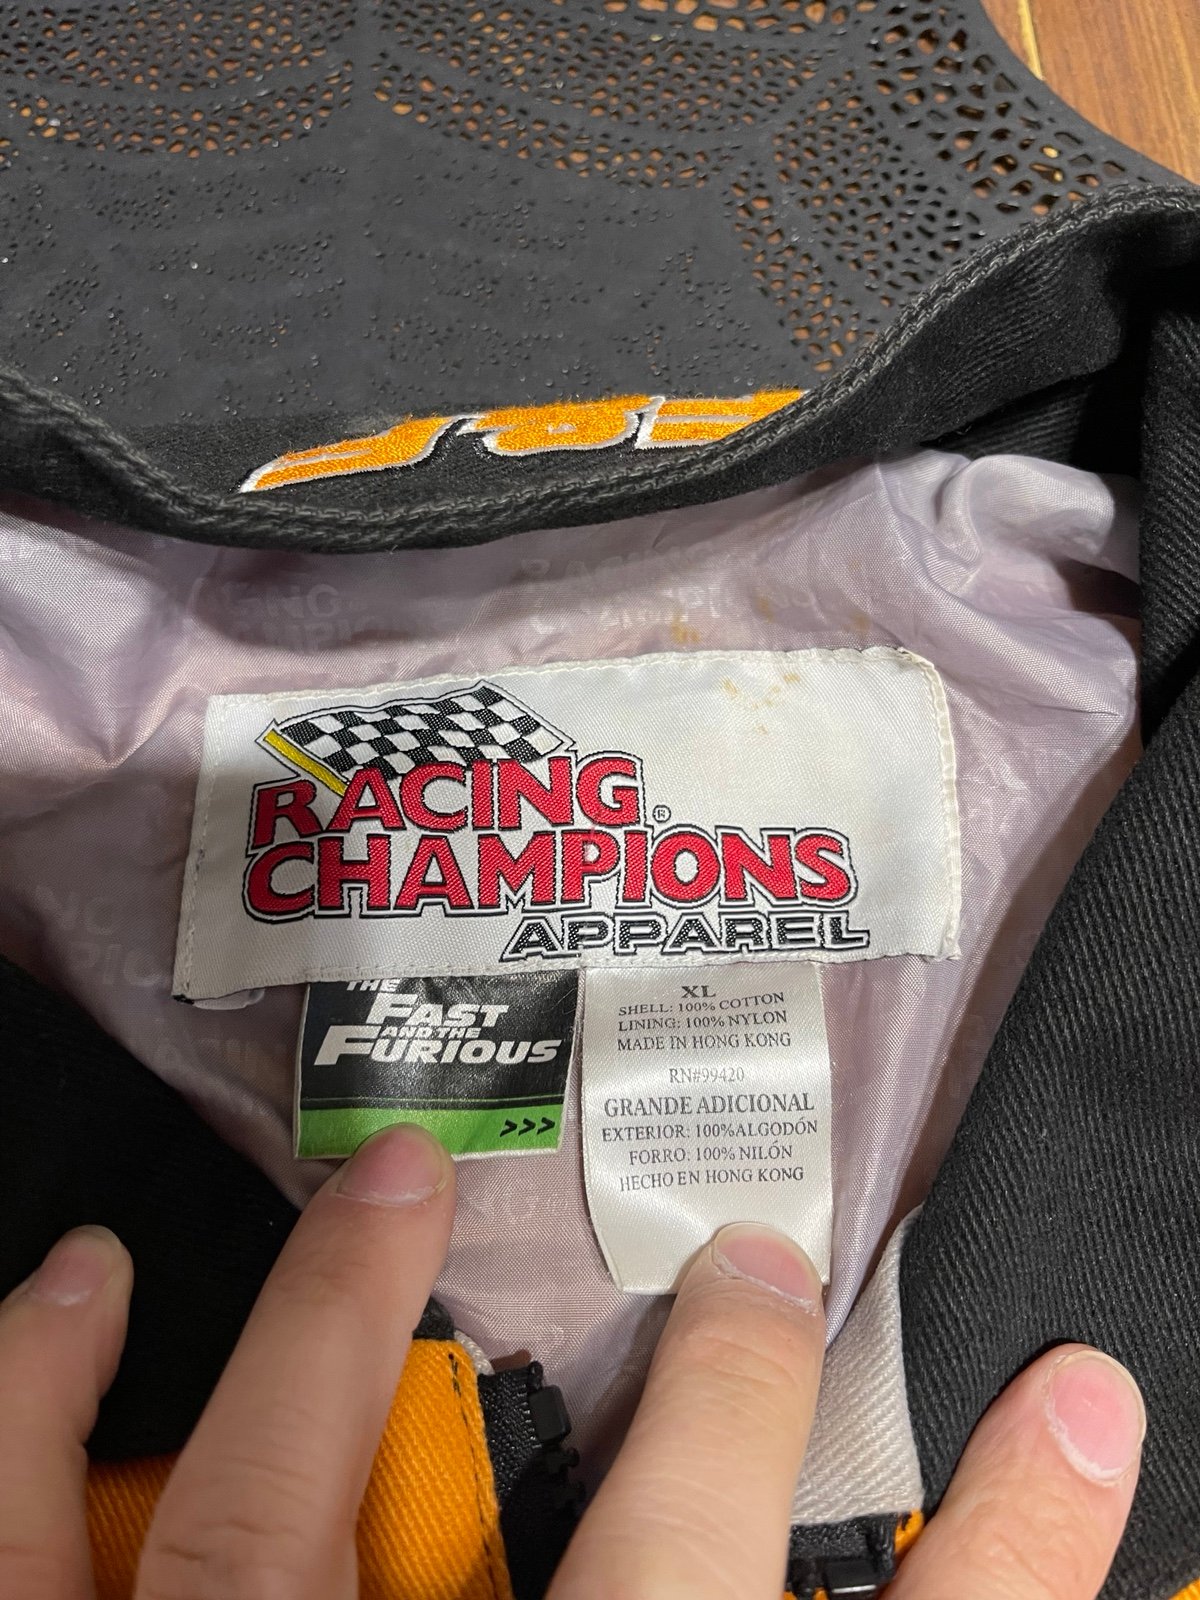 RACING®
CHAMPIONS
APPAREL
THE
FAST
AND THE
FURIOUS
>>>
XL
SHELL: 100% COTTON
LINING: 100% NYLON
MADE IN HONG KONG
RN#99420
GRANDE ADICIONAL
EXTERIOR: 100%ALGODÓN
FORRO: 100% NILÓN
HECHO EN HONG KONG